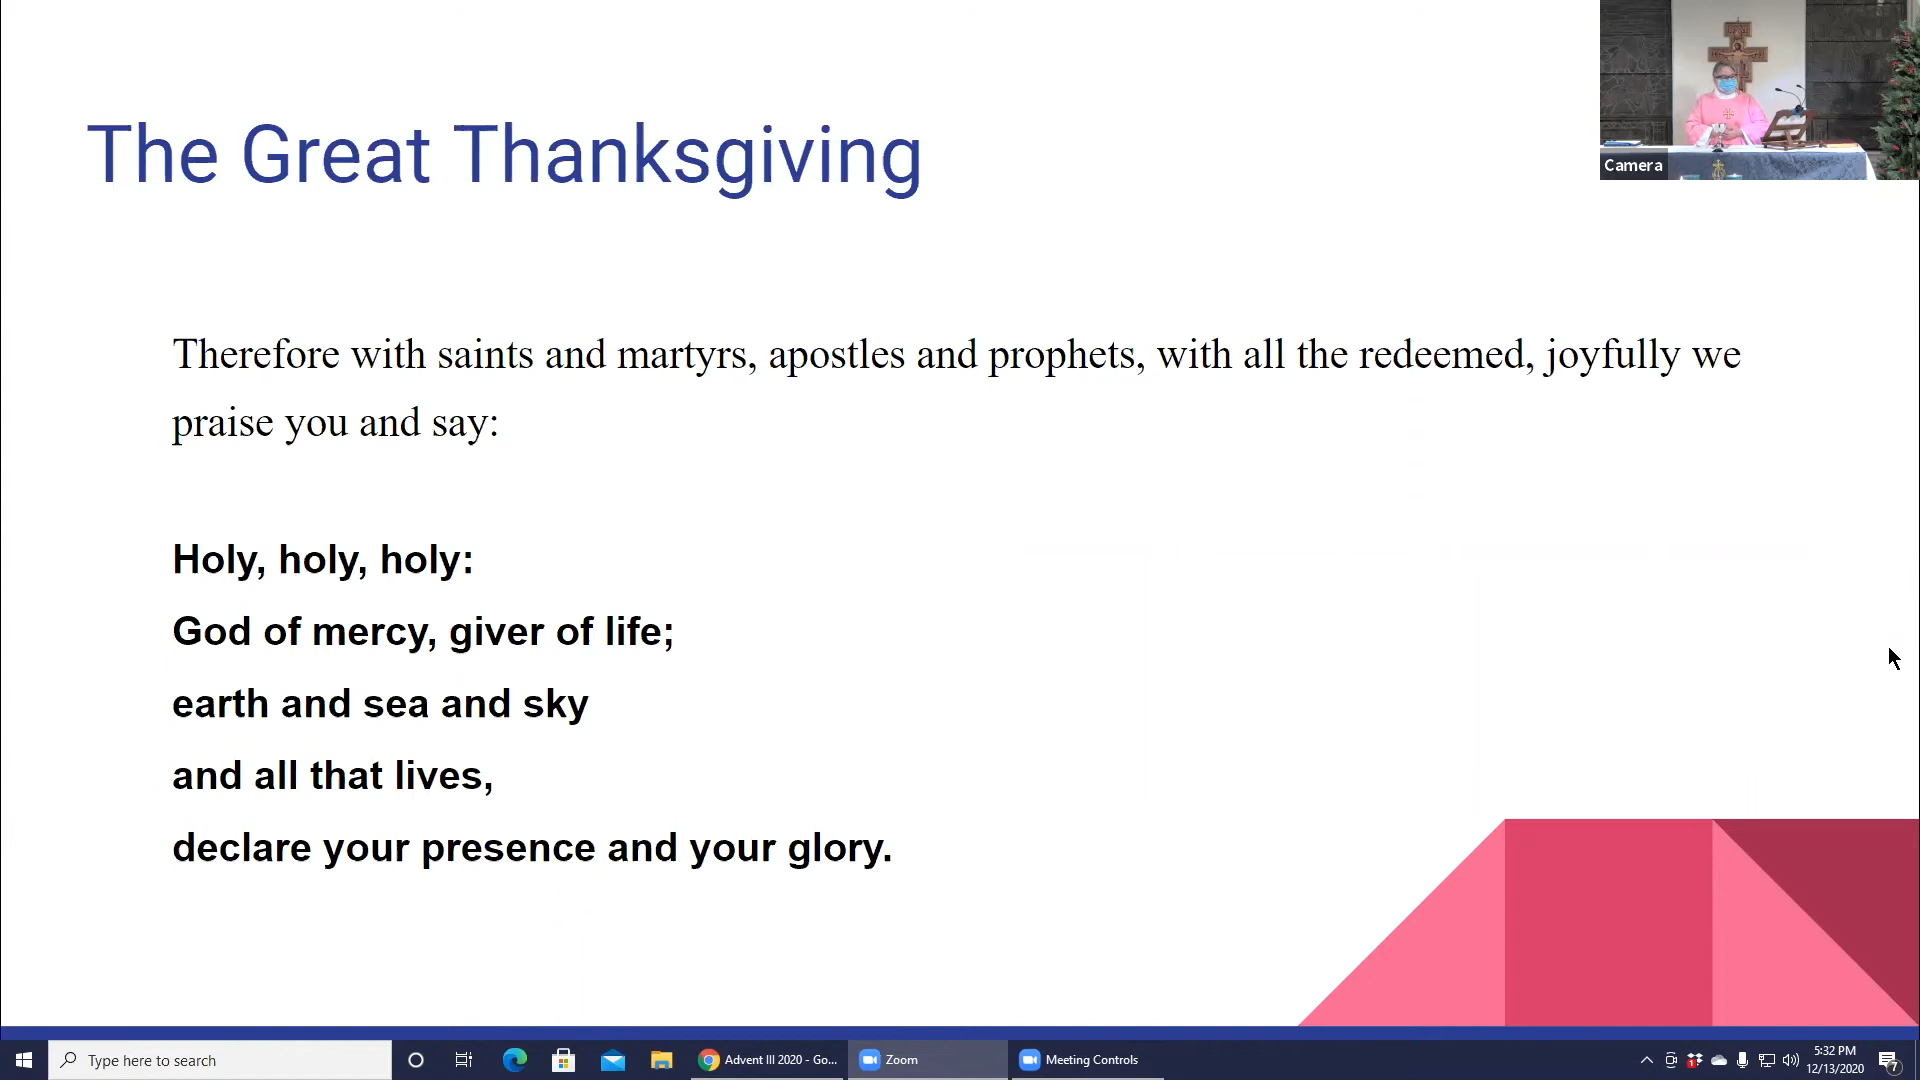 Camera
The Great Thanksgiving
Therefore with saints and martyrs, apostles and prophets, with all the redeemed, joyfully we
praise you and say:
Holy, holy, holy:
God of mercy, giver of life;
earth and sea and sky
and all that lives,
declare your presence and your glory.
Type here to search
Advent III 2020 - Go...
Zoom
Meeting Controls
1
5:32 PM
12/13/2020
7